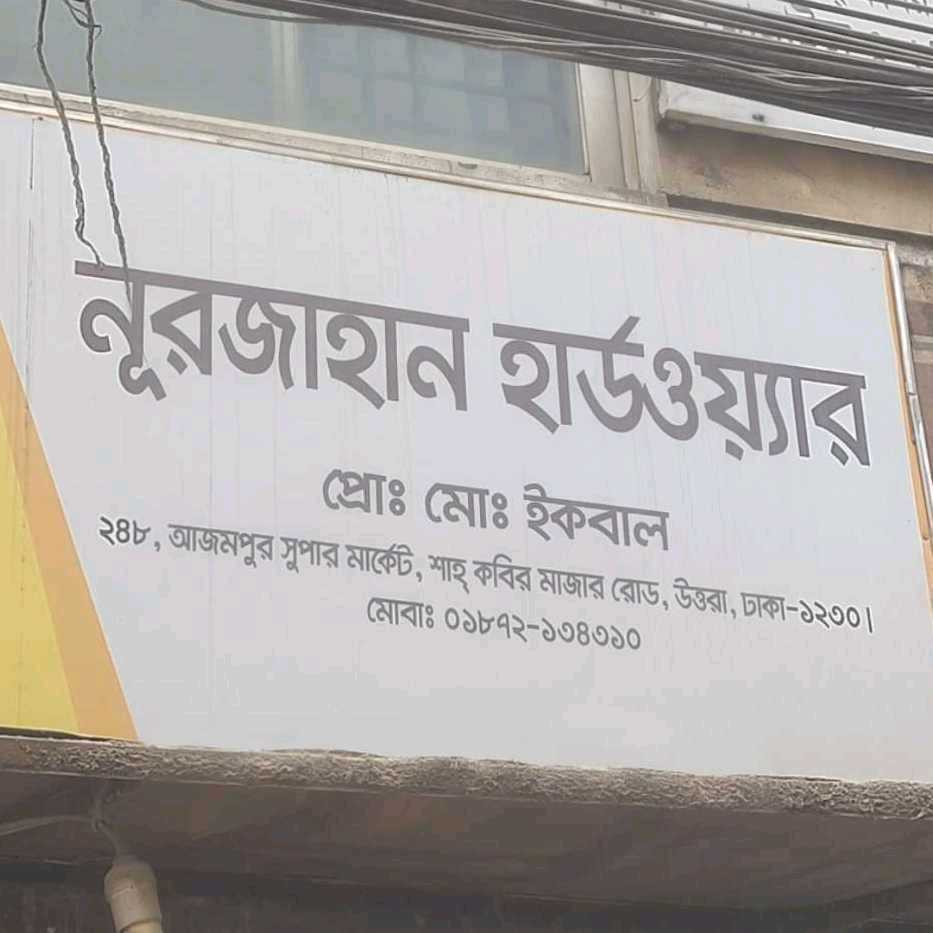 নূরজাহান হার্ডওয়্যার
প্রোঃ মোঃ ইকবাল
২৪৮, আজমপুর সুপার মার্কেট, শাহ্ কবির মাজার রোড, উত্তরা, ঢাকা-১২৩০।
মোবাঃ ০১৮৭২-১৩৪৩১০